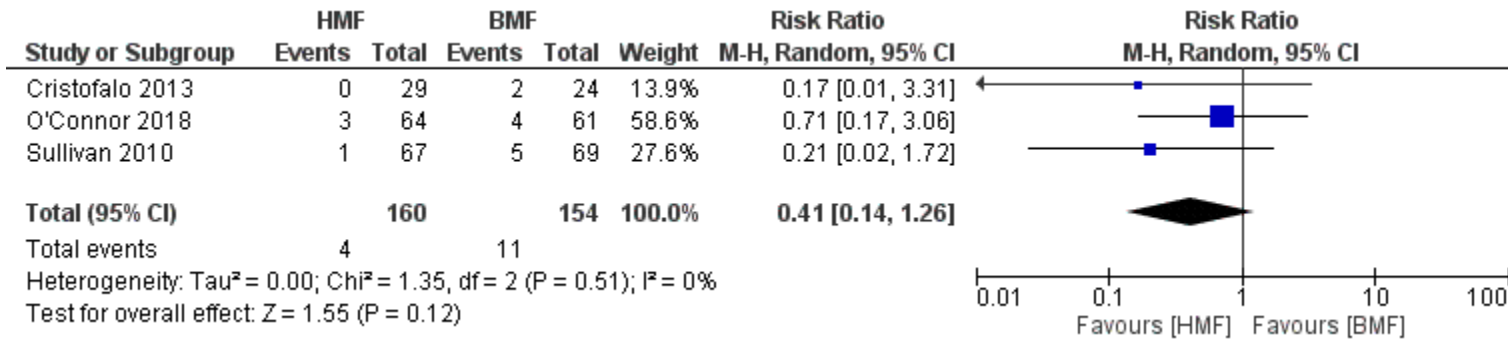 HMF BMF Risk Ratio Risk Ratio
Study or Subgroup Events Total Events Total Weight M-H, Random, 95% CI M-H, Random, 95% CI
Cristofalo 2013 0 29 2 24 13.9% 0.17 [0.01, 3.31]
O'Connor 2018 3 64 4 61 58.6% 0.71 [0.17, 3.06]
Sullivan 2010 1 67 5 69 27.6% 0.21 [0.02, 1.72]
Total (95% CI) 160 154 100.0% 0.41 [0.14, 1.26]
Total events 4 11
Heterogeneity: Tau² = 0.00; Chi² = 1.35, df = 2 (P = 0.51); I² = 0%
Test for overall effect: Z = 1.55 (P = 0.12)
0.01 0.1 1 10 100
Favours [HMF] Favours [BMF]